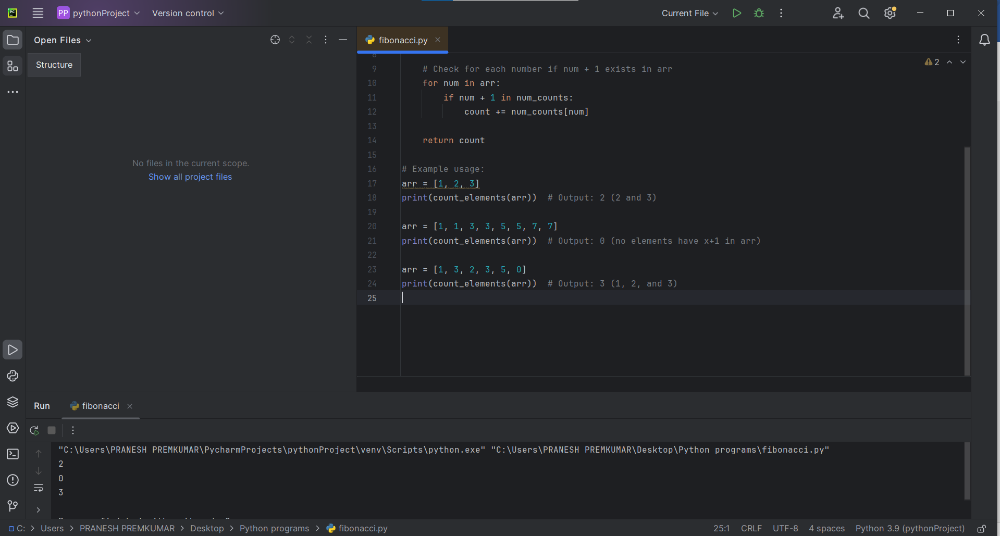 PP pythonProject Version control Current File
Open Files
fibonacci.py
Structure
No files in the current scope.
Show all project files
2
8
9 # Check for each number if num + 1 exists in arr
10 for num in arr:
11 if num + 1 in num_counts:
12 count += num_counts[num]
13
14 return count
15
16 # Example usage:
17 arr = [1, 2, 3]
18 print(count_elements(arr)) # Output: 2 (2 and 3)
19
20 arr = [1, 1, 3, 3, 5, 5, 7, 7]
21 print(count_elements(arr)) # Output: 0 (no elements have x+1 in arr)
22
23 arr = [1, 3, 2, 3, 5, 0]
24 print(count_elements(arr)) # Output: 3 (1, 2, and 3)
25
Run fibonacci
"C:\Users\PRANESH PREMKUMAR\PycharmProjects\pythonProject\venv\Scripts\python.exe" "C:\Users\PRANESH PREMKUMAR\Desktop\Python programs\fibonacci.py"
2
0
3
C: > Users > PRANESH PREMKUMAR > Desktop > Python programs > fibonacci.py 25:1 CRLF UTF-8 4 spaces Python 3.9 (pythonProject)